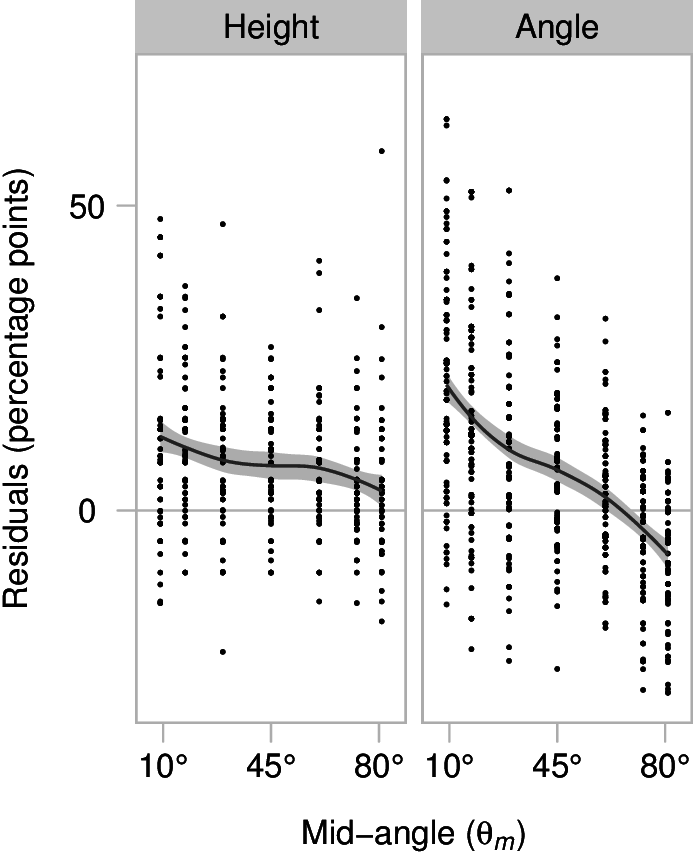 Height Angle
Residuals (percentage points)
50
0
10° 45° 80° 10° 45° 80°
Mid−angle (θm)